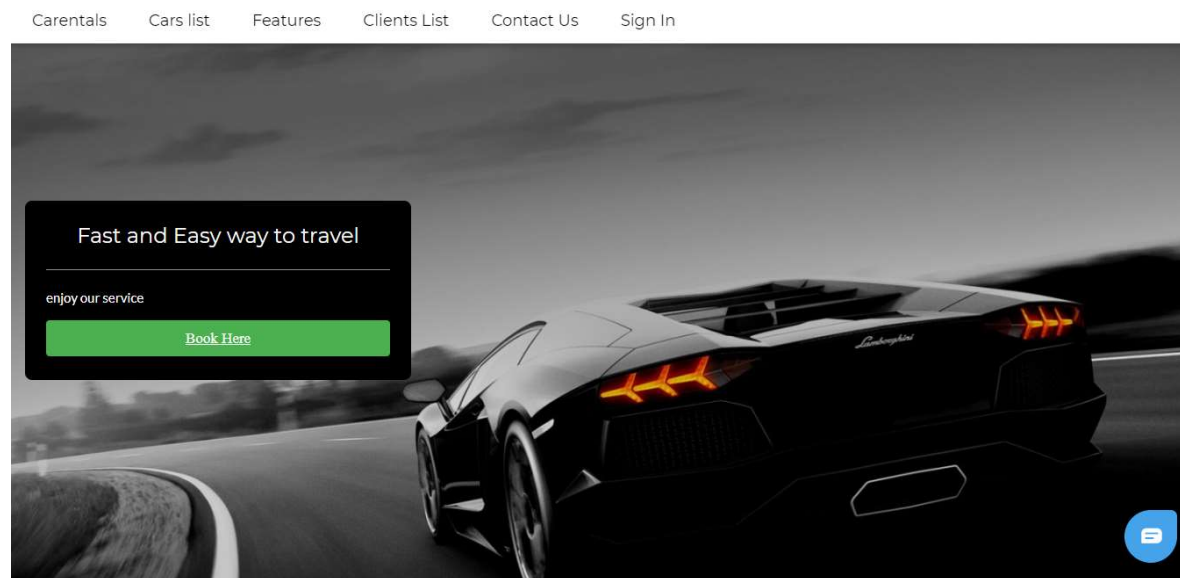 Carentals Cars list Features Clients List Contact Us Sign In
Fast and Easy way to travel
enjoy our service
Book Here
Lamborghini